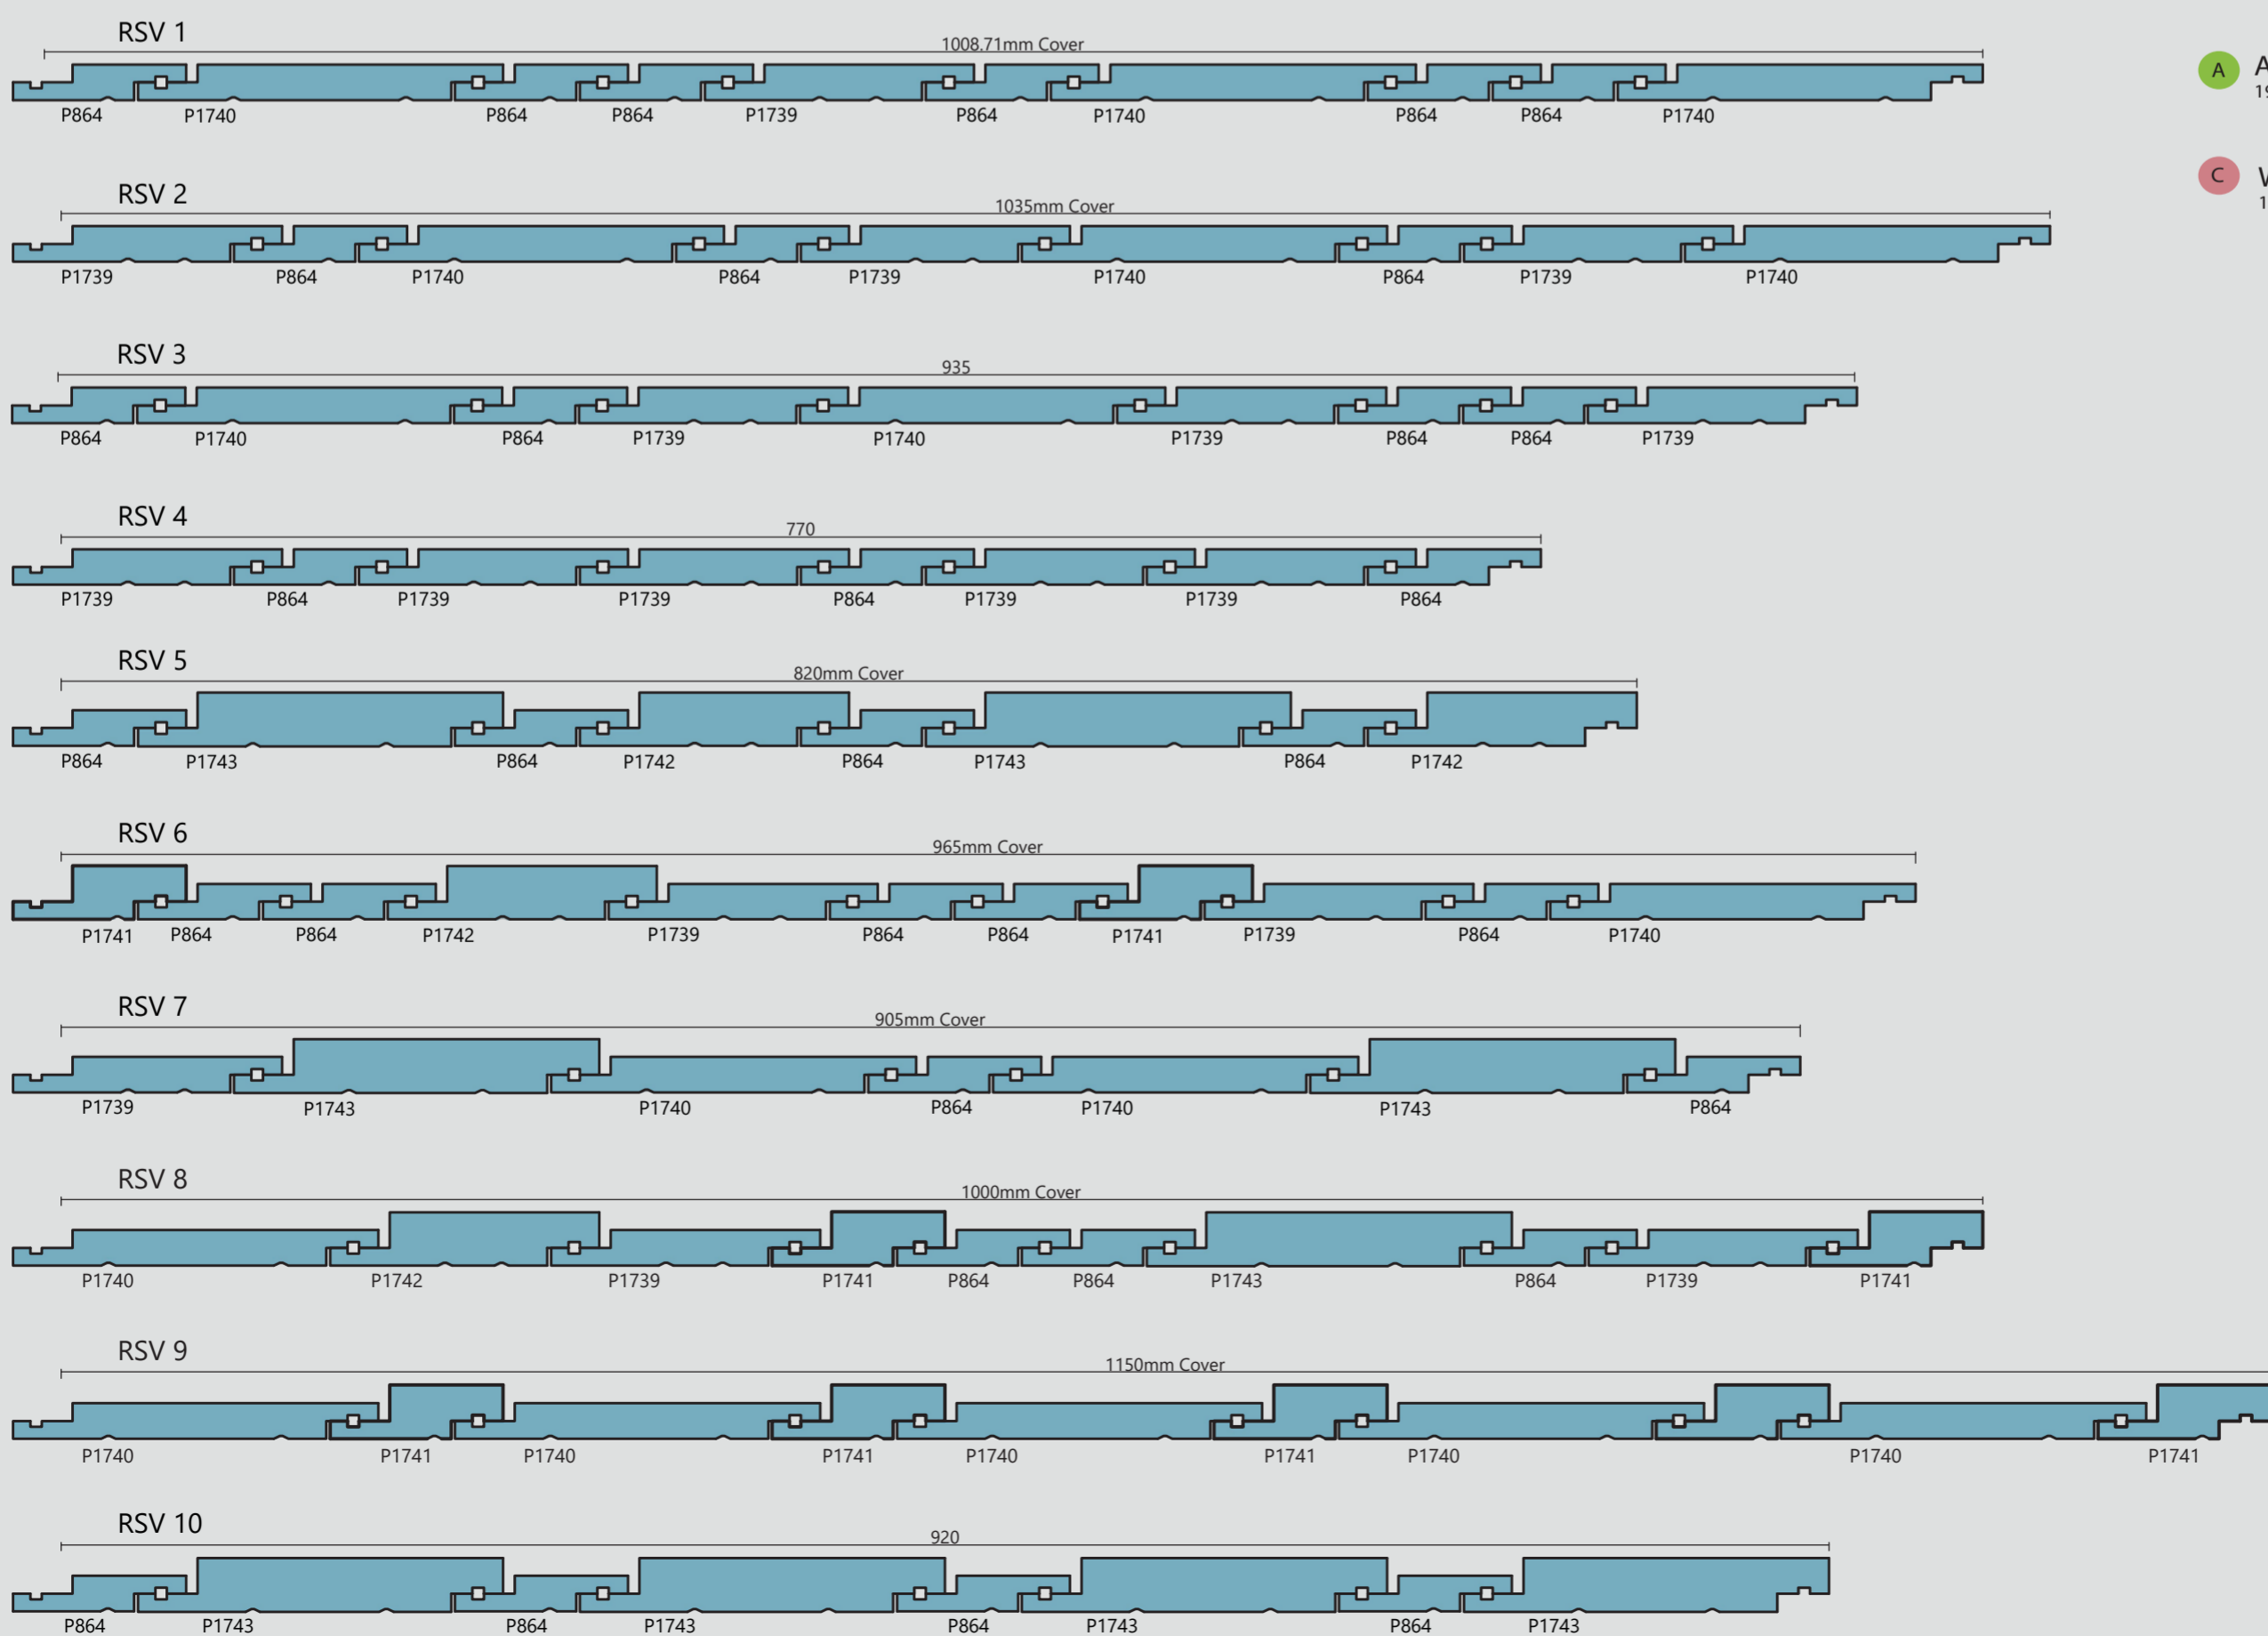 RSV 1
1008.71mm Cover
P864 P1740 P864 P864 P1739 P864 P1740 P864 P864 P1740
A
C
RSV 2
1035mm Cover
P1739 P864 P1740 P864 P1739 P1740 P864 P1739 P1740
RSV 3
935
P864 P1740 P864 P1739 P1740 P1739 P864 P864 P1739
RSV 4
770
P1739 P864 P1739 P1739 P864 P1739 P1739 P864
RSV 5
820mm Cover
P864 P1743 P864 P1742 P864 P1743 P864 P1742
RSV 6
965mm Cover
P1741 P864 P864 P1742 P1739 P864 P864 P1741 P1739 P864 P1740
RSV 7
905mm Cover
P1739 P1743 P1740 P864 P1740 P1743 P864
RSV 8
1000mm Cover
P1740 P1742 P1739 P1741 P864 P864 P1743 P864 P1739 P1741
RSV 9
1150mm Cover
P1740 P1741 P1740 P1741 P1740 P1741 P1740 P1740 P1741
RSV 10
920
P864 P1743 P864 P1743 P864 P1743 P864 P1743